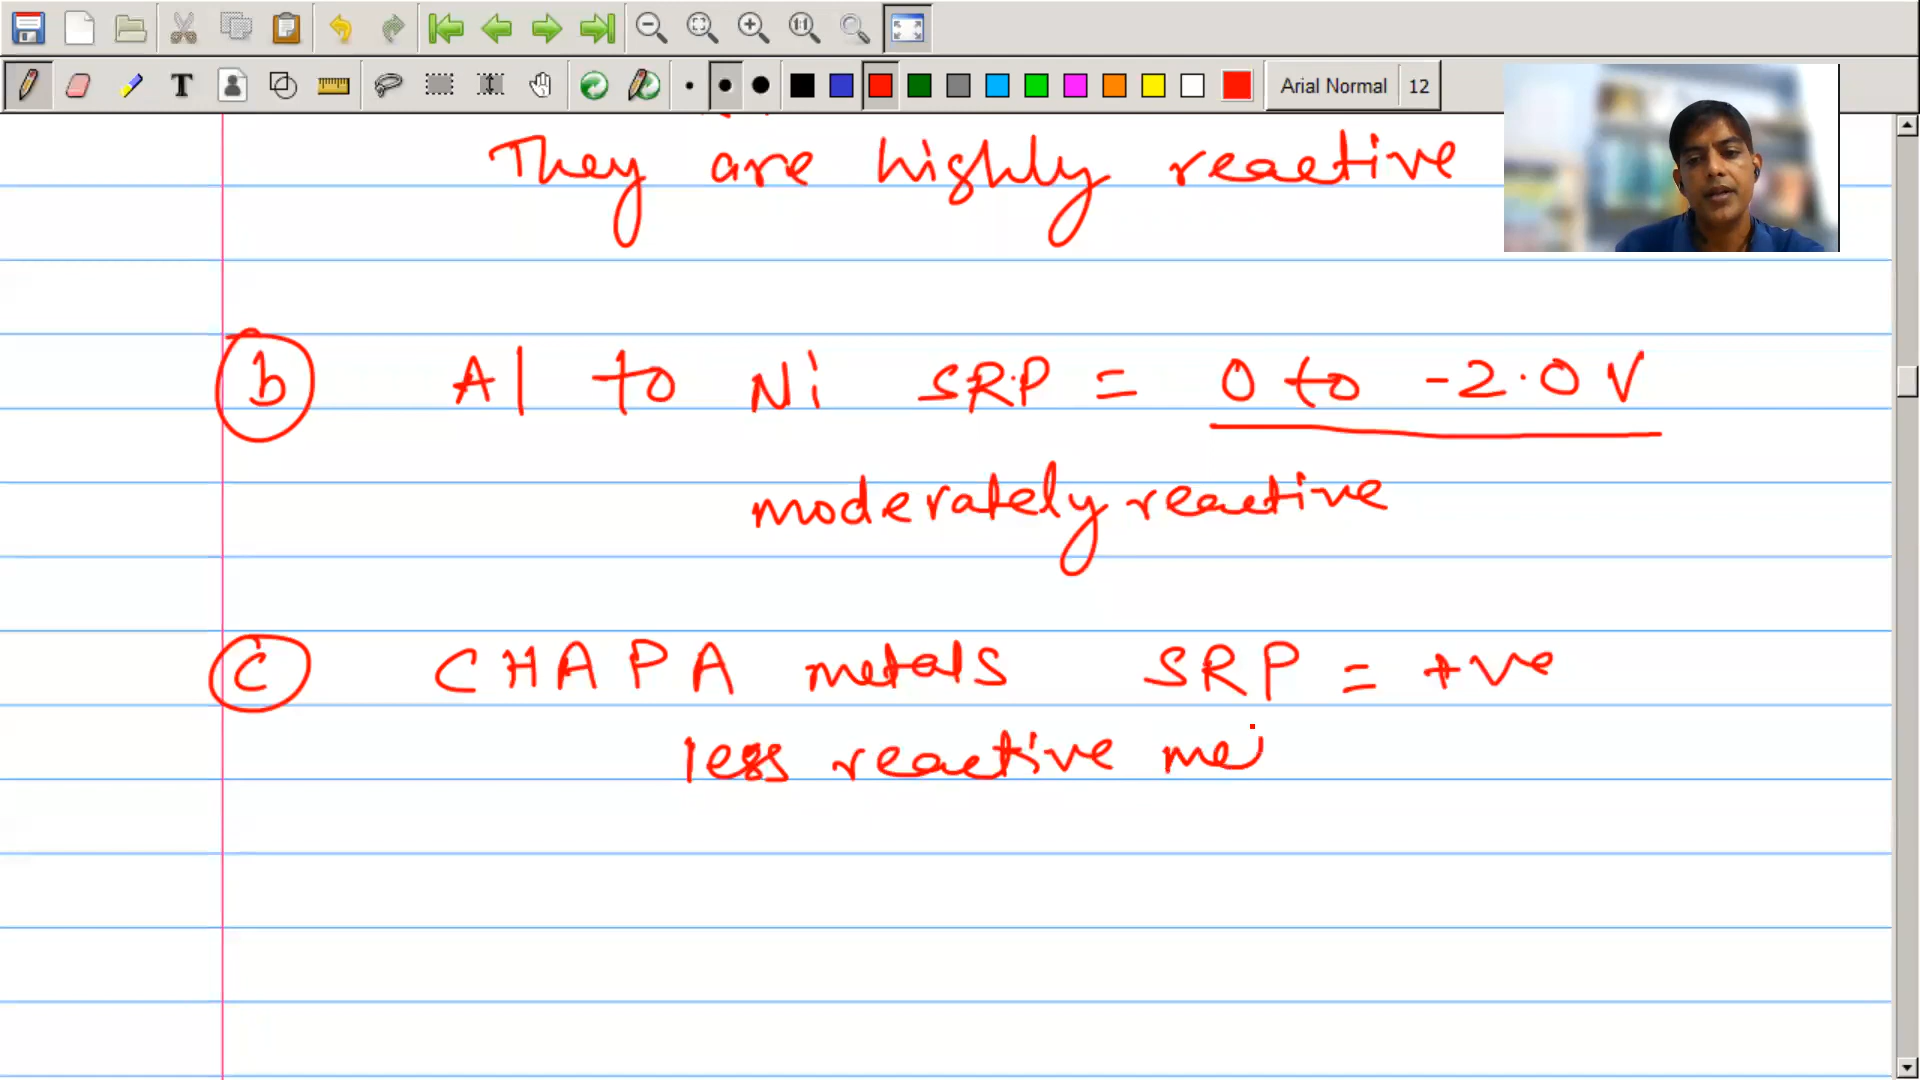 T Arial Normal 12
They are highly reactive
b Al to Ni SRP = 0 to -2.0 V
moderately reactive
C CHAPA metals SRP = +ve
less reactive me